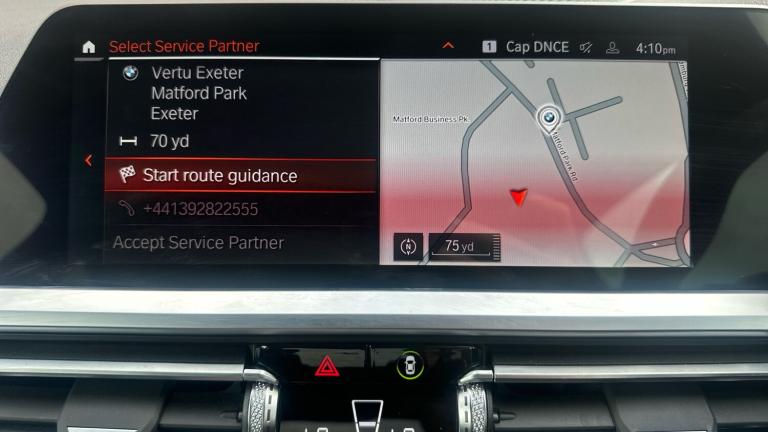 Select Service Partner
1 Cap DNCE 4:10pm
Vertu Exeter
Matford Park
Exeter
70 yd
Start route guidance
+441392822555
Accept Service Partner
Matford Business Pk.
Matford Park Rd.
N
75 yd